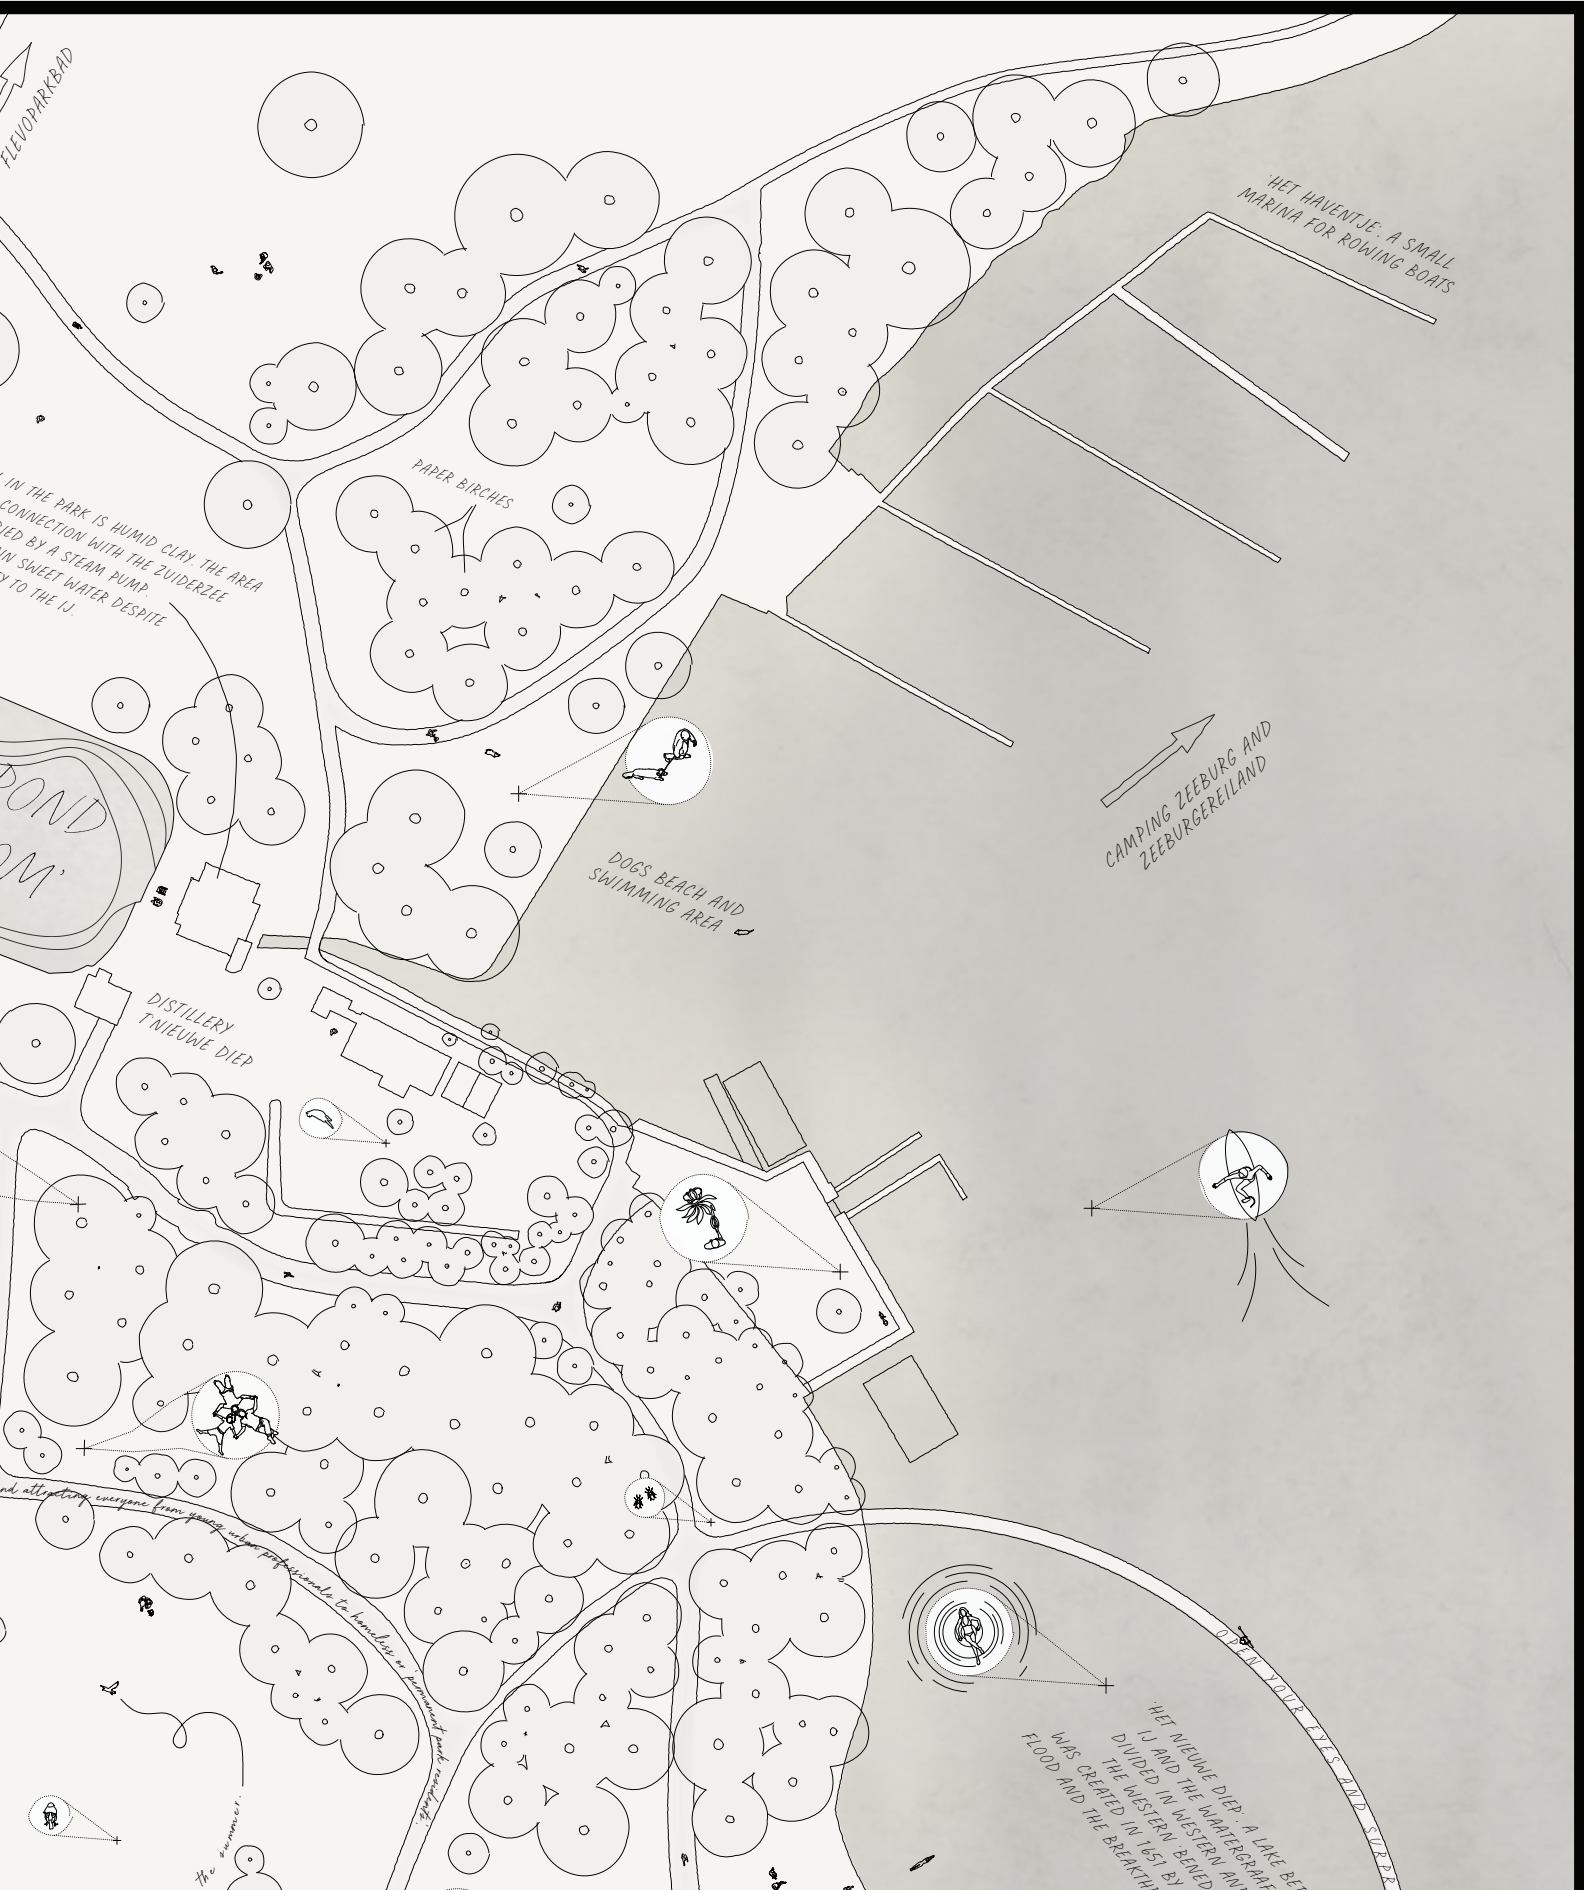 FLEVOPARKBAD
'HET HAVENTJE': A SMALL
MARINA FOR ROWING BOATS
PAPER BIRCHES
IN THE PARK IS HUMID CLAY. THE AREA
CONNECTION WITH THE ZUIDERZEE
BY A STEAM PUMP.
SWEET WATER DESPITE
TO THE IJ.
CAMPING ZEEBURG AND
ZEEBURGEREILAND
POND
DOGS BEACH AND
SWIMMING AREA
DISTILLERY
T'NIEUWE DIEP
attracting everyone from young urban professionals to homeless or 'permanent park residents'.
OPEN YOUR EYES AND
'HET NIEUWE DIEP': A LAKE
IJ AND THE
DIVIDED IN WESTERN AND
THE WESTERN
WAS CREATED IN 1651 BY
FLOOD AND THE
the summer.